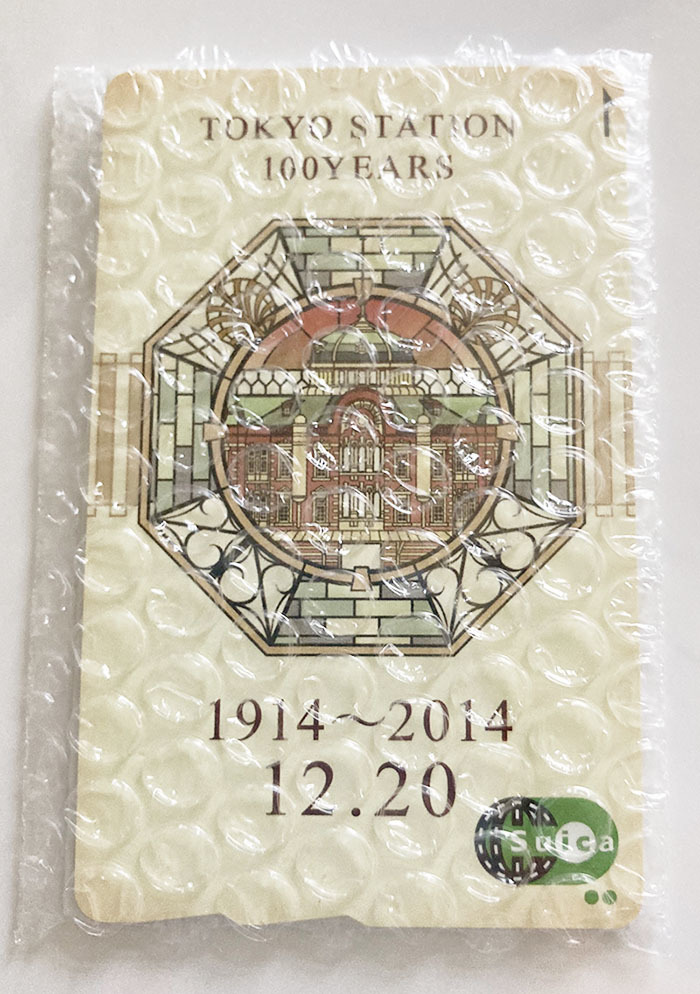 TOKYO STATION
100YEARS
1914～2014
12.20
Suica